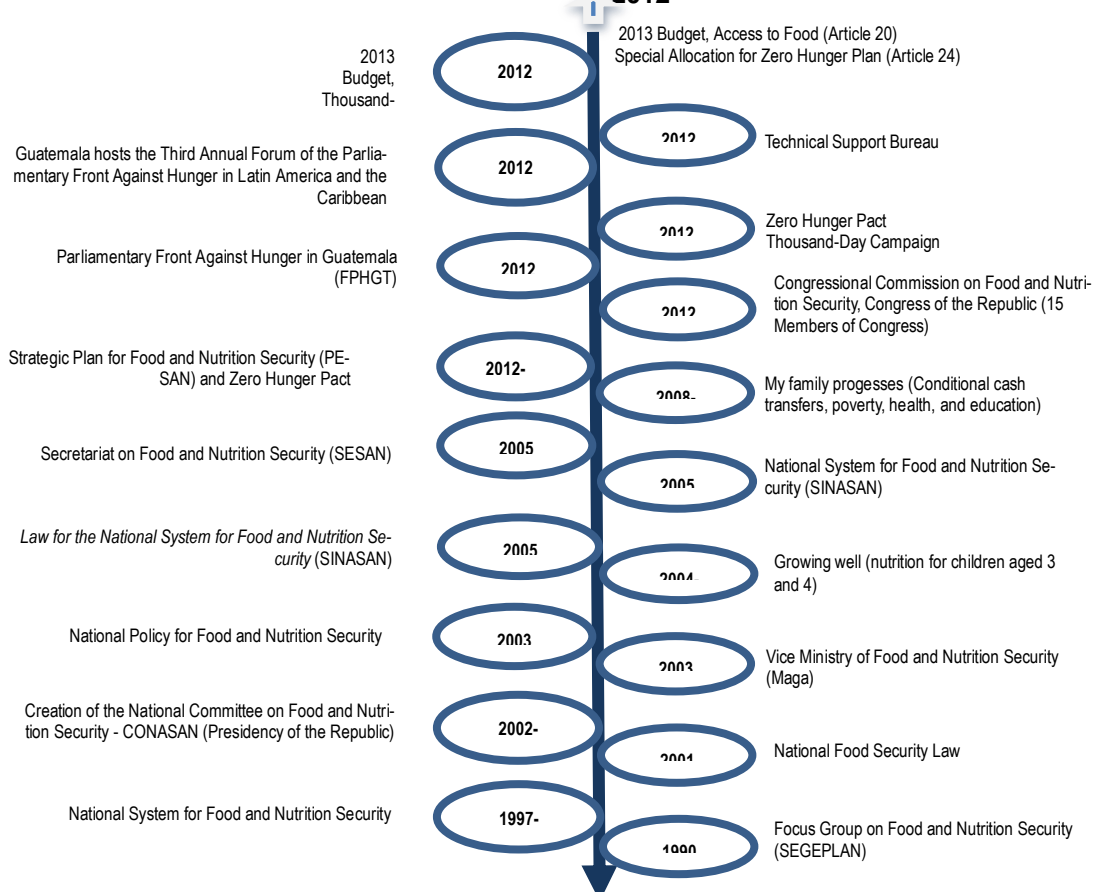 2012
2013 Budget, Access to Food (Article 20)
Special Allocation for Zero Hunger Plan (Article 24)
2013
Budget,
Thousand-
2012
2012
Technical Support Bureau
Guatemala hosts the Third Annual Forum of the Parlia-
mentary Front Against Hunger in Latin America and the
Caribbean
2012
2012
Zero Hunger Pact
Thousand-Day Campaign
Parliamentary Front Against Hunger in Guatemala
(FPHGT)
2012
2012
Congressional Commission on Food and Nutri-
tion Security, Congress of the Republic (15
Members of Congress)
Strategic Plan for Food and Nutrition Security (PE-
SAN) and Zero Hunger Pact
2012-
2008-
My family progesses (Conditional cash
transfers, poverty, health, and education)
Secretariat on Food and Nutrition Security (SESAN)
2005
2005
National System for Food and Nutrition Se-
curity (SINASAN)
Law for the National System for Food and Nutrition Se-
curity (SINASAN)
2005
2004-
Growing well (nutrition for children aged 3
and 4)
National Policy for Food and Nutrition Security
2003
2003
Vice Ministry of Food and Nutrition Security
(Maga)
Creation of the National Committee on Food and Nutri-
tion Security - CONASAN (Presidency of the Republic)
2002-
2001
National Food Security Law
National System for Food and Nutrition Security
1997-
1990
Focus Group on Food and Nutrition Security
(SEGEPLAN)